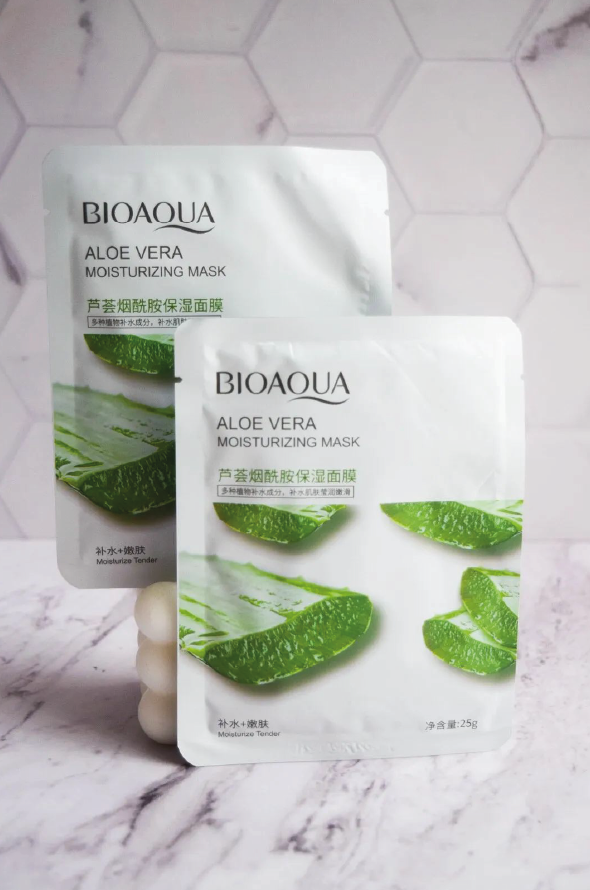 BIOAQUA
ALOE VERA
MOISTURIZING MASK
芦荟烟酰胺保湿面膜
多种植物补水成分，补水肌肤
补水+嫩肤
Moisturize Tender
BIOAQUA
ALOE VERA
MOISTURIZING MASK
芦荟烟酰胺保湿面膜
多种植物补水成分，补水肌肤莹润嫩滑
补水+嫩肤
Moisturize Tender
净含量:25g